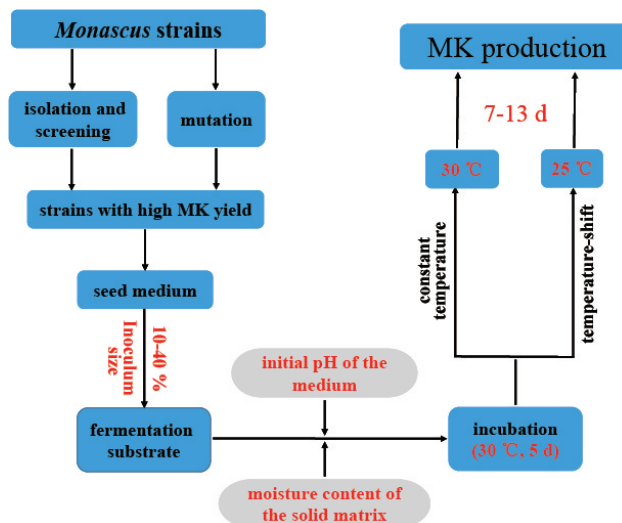 Monascus strains
isolation and
screening
mutation
strains with high MK yield
seed medium
10-40 %
Inoculum
size
fermentation
substrate
initial pH of the
medium
moisture content of
the solid matrix
incubation
(30 ℃, 5 d)
constant
temperature
temperature-shift
30 ℃
25 ℃
7-13 d
MK production